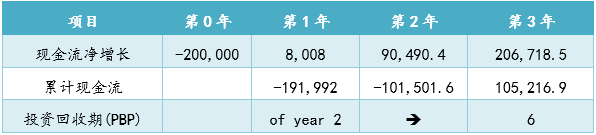 项目 第0年 第1年 第2年 第3年
现金流净增长 -200,000 8,008 90,490.4 206,718.5
累计现金流 -191,992 -101,501.6 105,216.9
投资回收期(PBP) of year 2 → 6